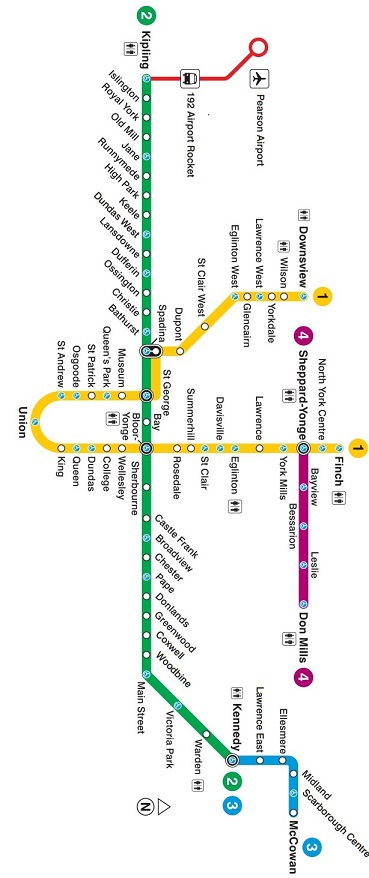 2
Kipling
Islington
Royal York
Old Mill
Jane
Runnymede
High Park
Keele
Dundas West
Lansdowne
Dufferin
Ossington
Christie
Bathurst
Spadina
St George
Bay
Bloor-
Yonge
Sherbourne
Castle Frank
Broadview
Chester
Pape
Donlands
Greenwood
Coxwell
Woodbine
Main Street
Victoria Park
Warden
Kennedy
2
3
Lawrence East
Ellesmere
Midland
Scarborough Centre
McCowan
3
192 Airport Rocket
Pearson Airport
1
Downsview
Wilson
Yorkdale
Lawrence West
Glencairn
Eglinton West
St Clair West
Dupont
Museum
Queen's Park
St Patrick
Osgoode
St Andrew
Union
King
Queen
Dundas
College
Wellesley
Rosedale
Summerhill
St Clair
Davisville
Eglinton
Lawrence
York Mills
4
Sheppard-Yonge
North York Centre
Finch
1
Bayview
Bessarion
Leslie
Don Mills
4
N